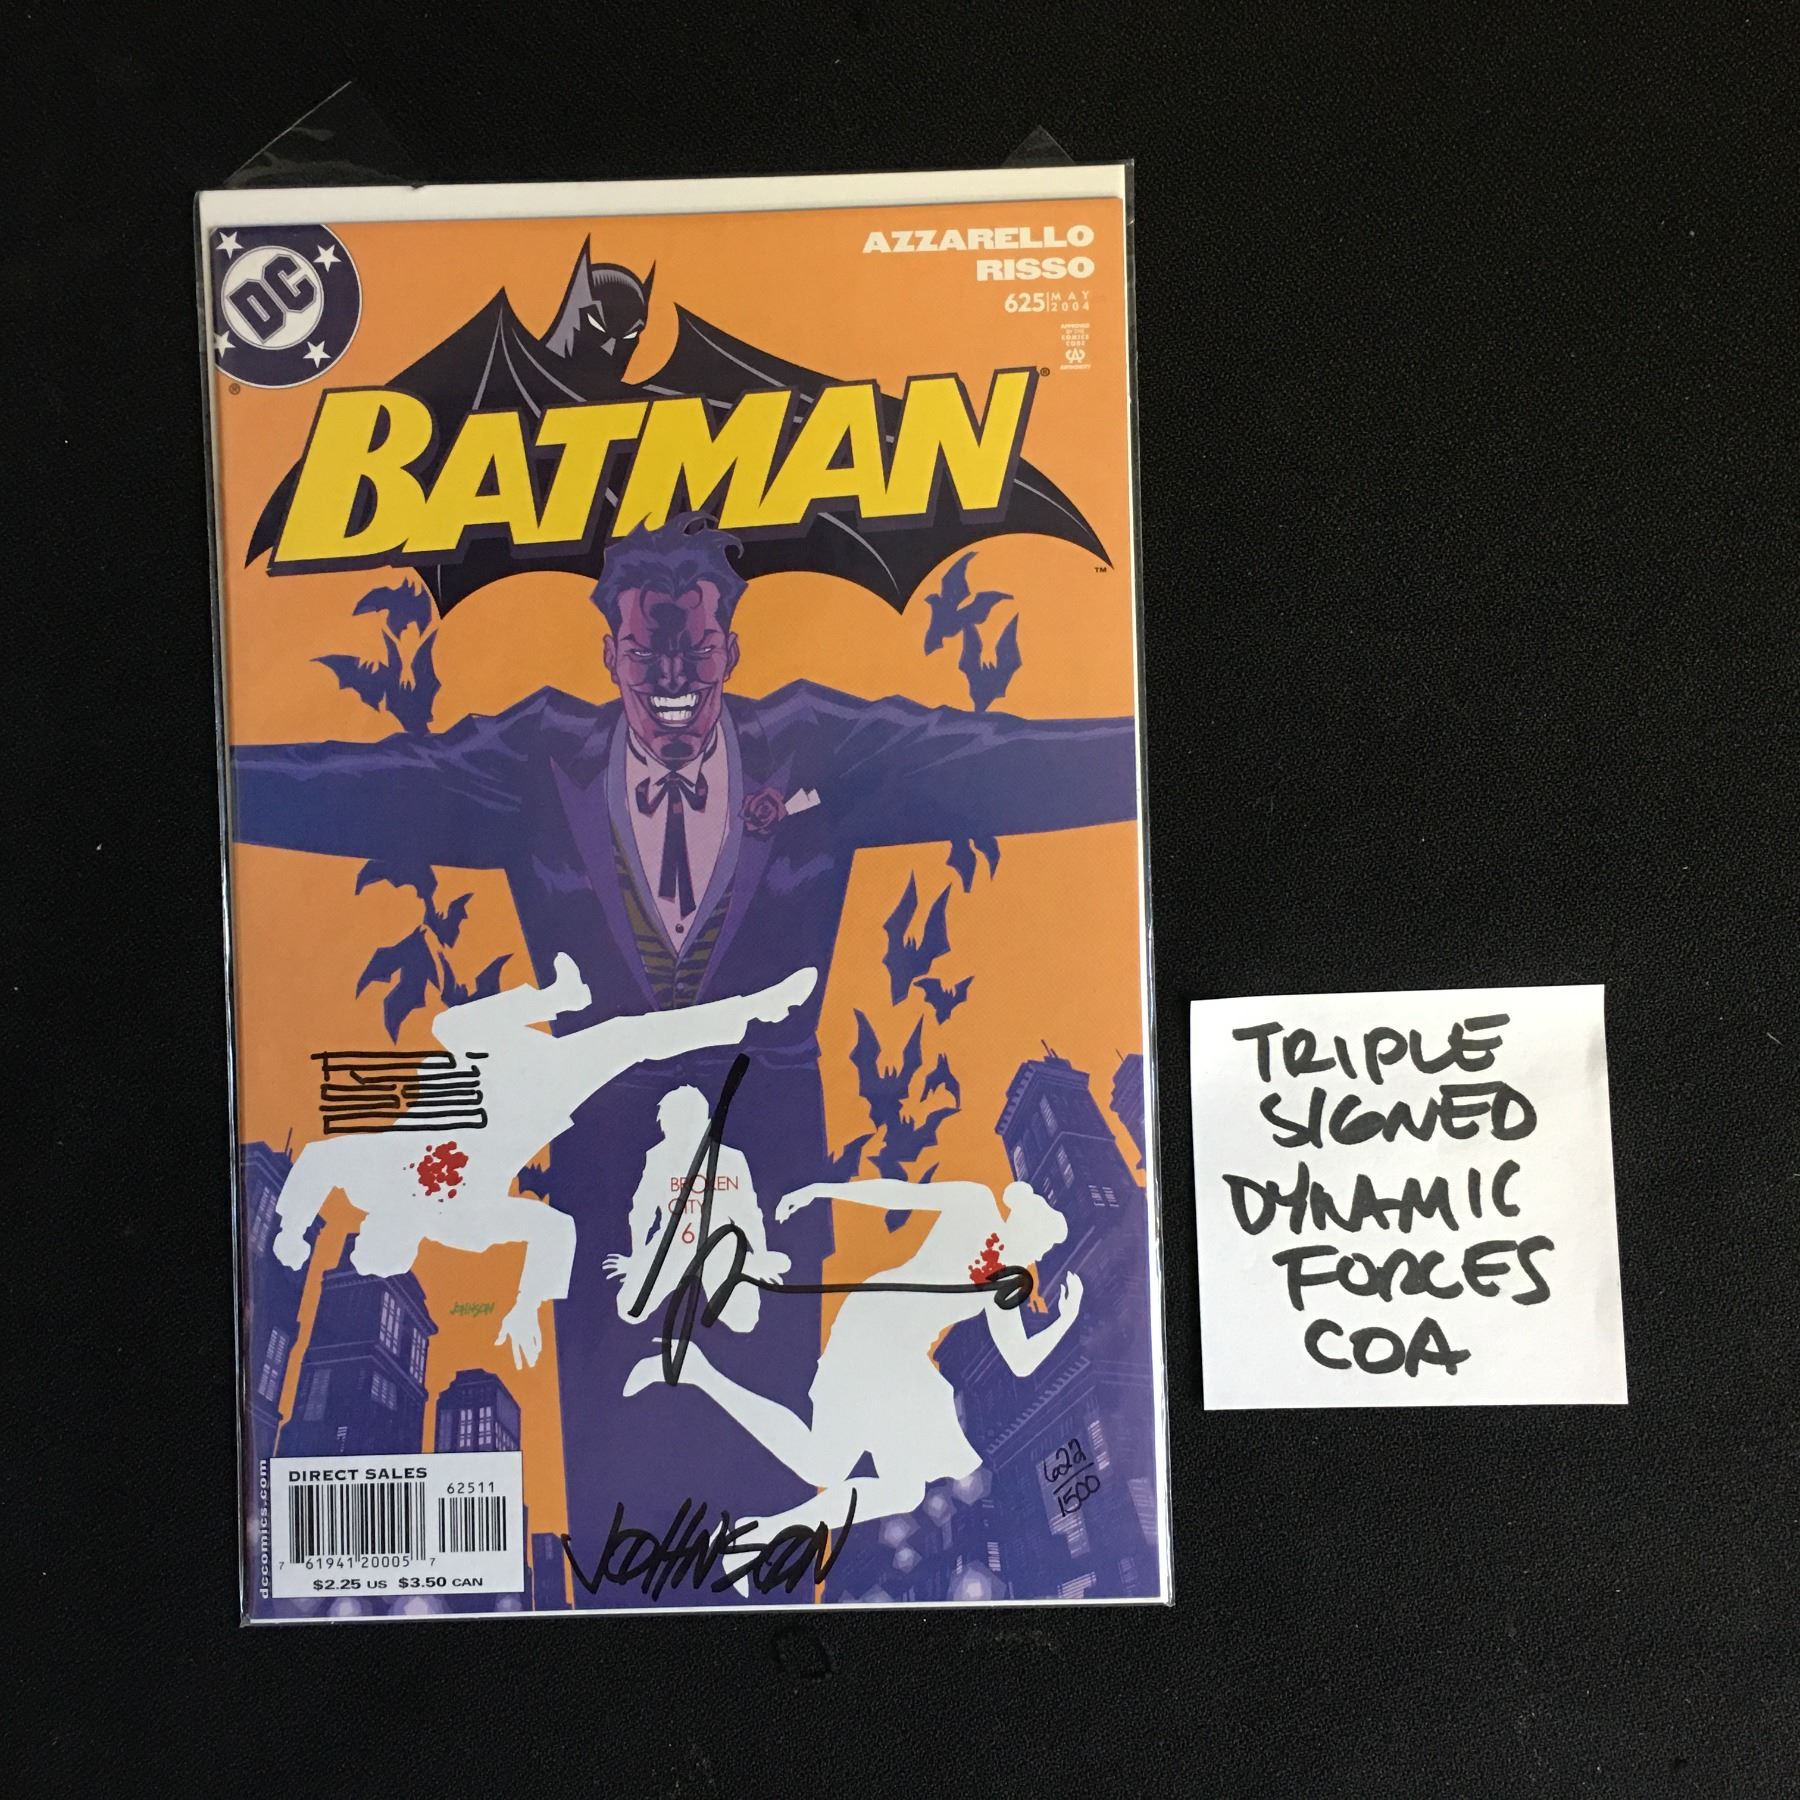 DC
AZZARELLO
RISSO
625 MAY 2004
APPROVED
BY THE
COMICS
CODE
CA
AUTHORITY
®
BATMAN®
TM
BROKEN
CITY
6
JOHNSON
622
1500
DIRECT SALES
62511
7 61941 20005 7
$2.25 US $3.50 CAN
dccomics.com
JOHNSON
TRIPLE
SIGNED
DYNAMIC
FORCES
COA